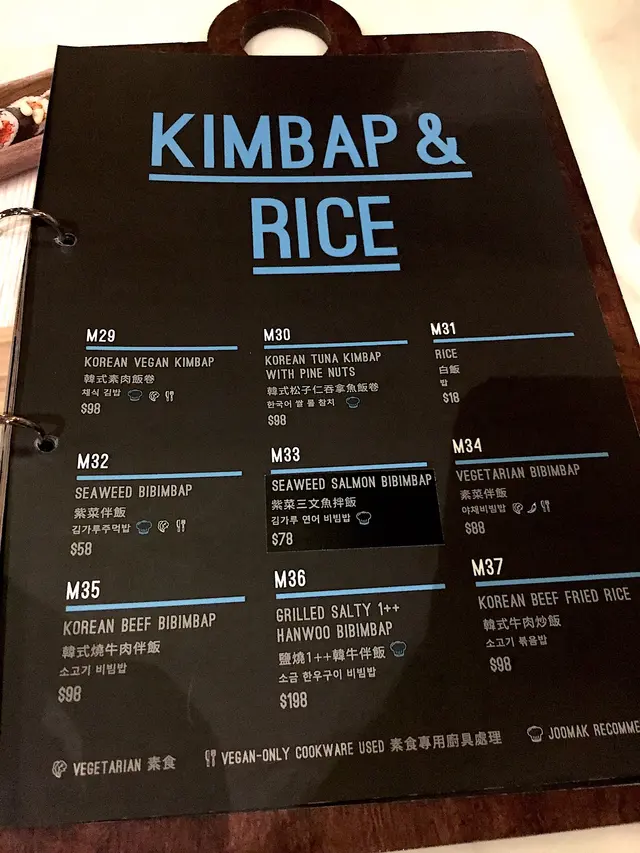 KIMBAP &
RICE
M29
KOREAN VEGAN KIMBAP
韓式素肉飯卷
채식 김밥
$98
M30
KOREAN TUNA KIMBAP
WITH PINE NUTS
韓式松子仁吞拿魚飯卷
한국어 쌀 롤 참치
$98
M31
RICE
白飯
밥
$18
M32
SEAWEED BIBIMBAP
紫菜伴飯
김가루주먹밥
$58
M33
SEAWEED SALMON BIBIMBAP
紫菜三文魚拌飯
김가루 연어 비빔밥
$78
M34
VEGETARIAN BIBIMBAP
素菜伴飯
야채비빔밥
$88
M35
KOREAN BEEF BIBIMBAP
韓式燒牛肉伴飯
소고기 비빔밥
$98
M36
GRILLED SALTY 1++
HANWOO BIBIMBAP
鹽燒1++韓牛伴飯
소금 한우구이 비빔밥
$198
M37
KOREAN BEEF FRIED RICE
韓式牛肉炒飯
소고기 볶음밥
$98
VEGETARIAN 素食
VEGAN-ONLY COOKWARE USED 素食專用廚具處理
JOOMAK RECOMME